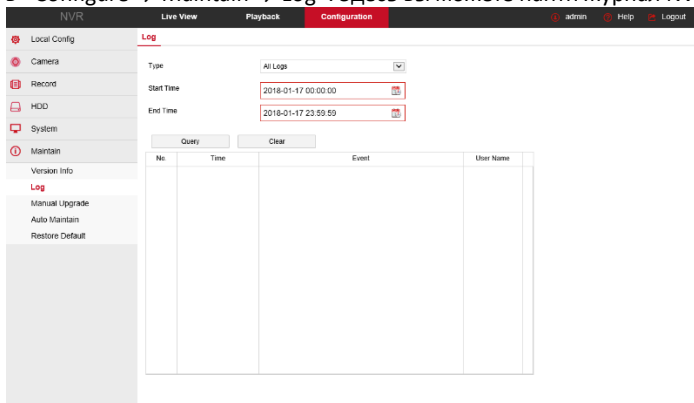 NVR Live View Playback Configuration admin Help Logout
Local Config
Log
Camera
Type All Logs
Record
Start Time 2018-01-17 00:00:00
HDD
End Time 2018-01-17 23:59:59
System
Query Clear
Maintain
No Time Event User Name
Version Info
Log
Manual Upgrade
Auto Maintain
Restore Default